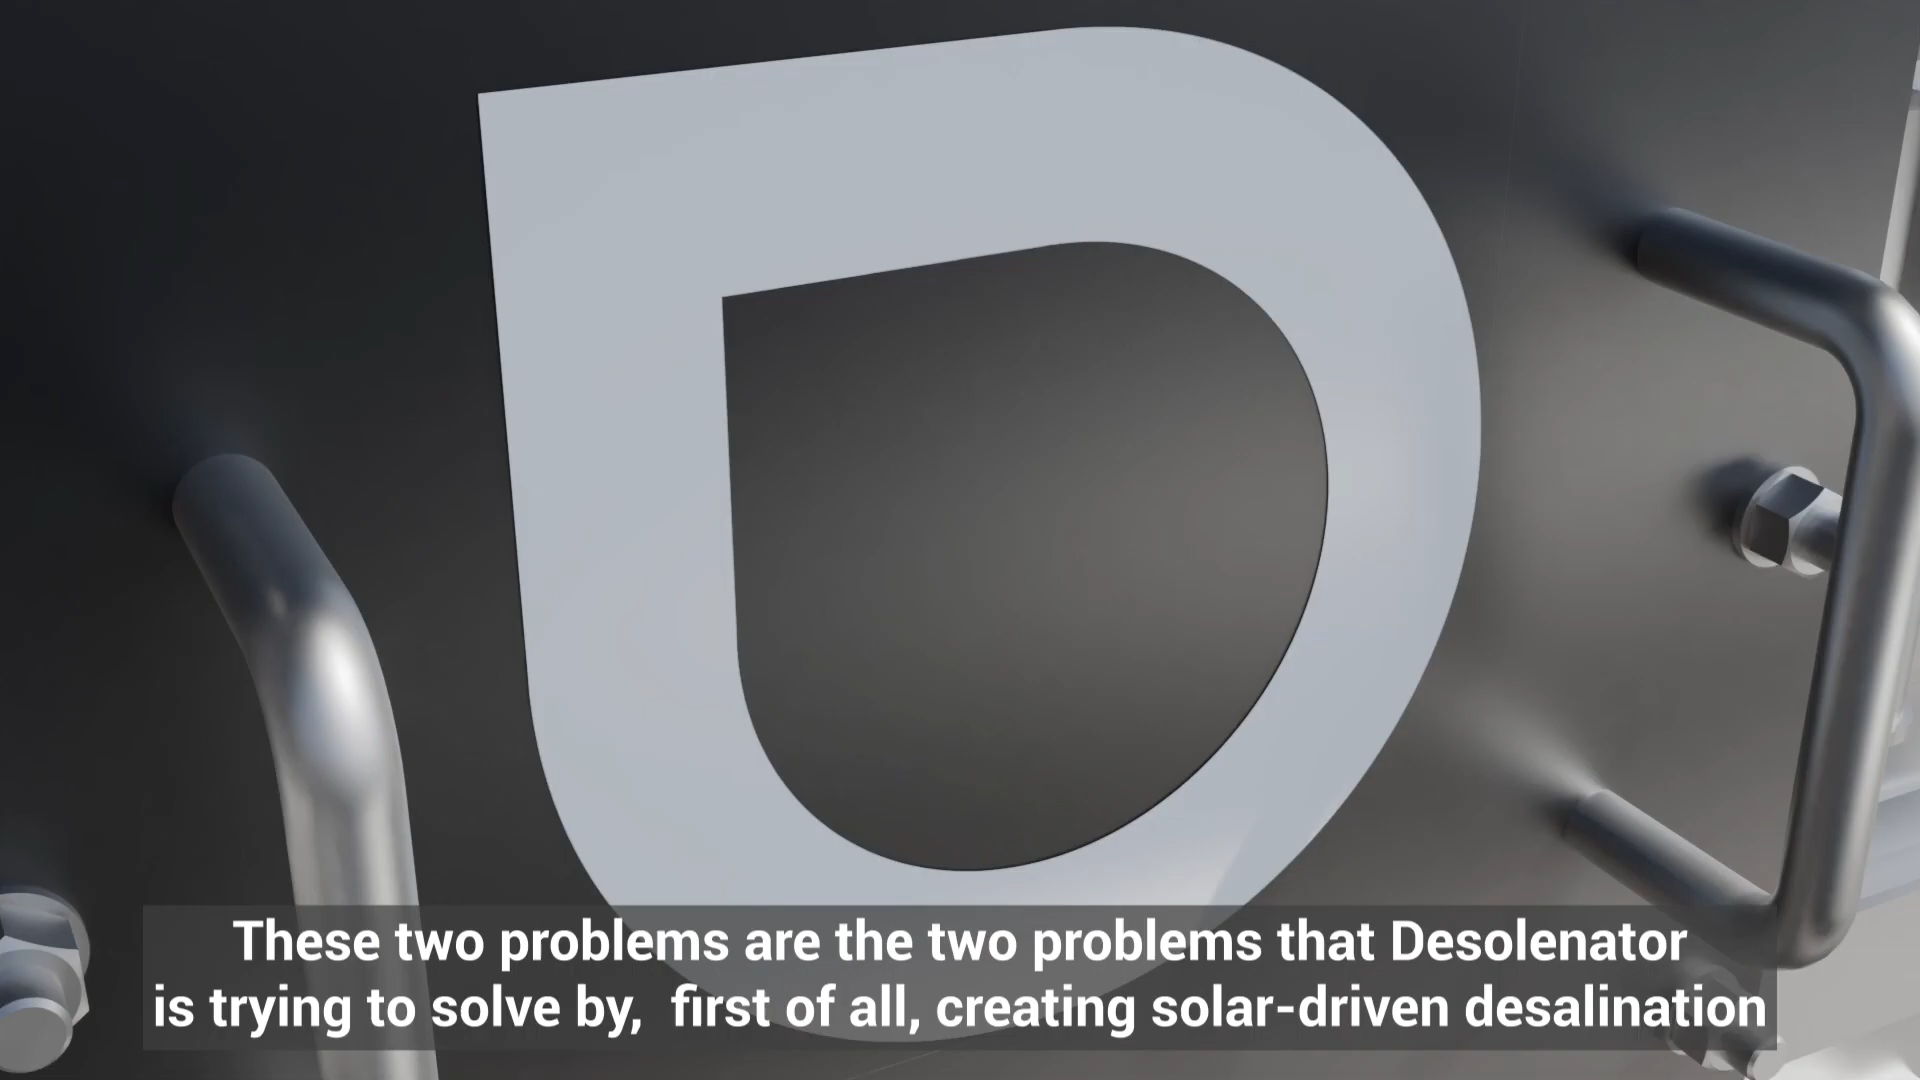 D
These two problems are the two problems that Desolenator
is trying to solve by,  first of all, creating solar-driven desalination